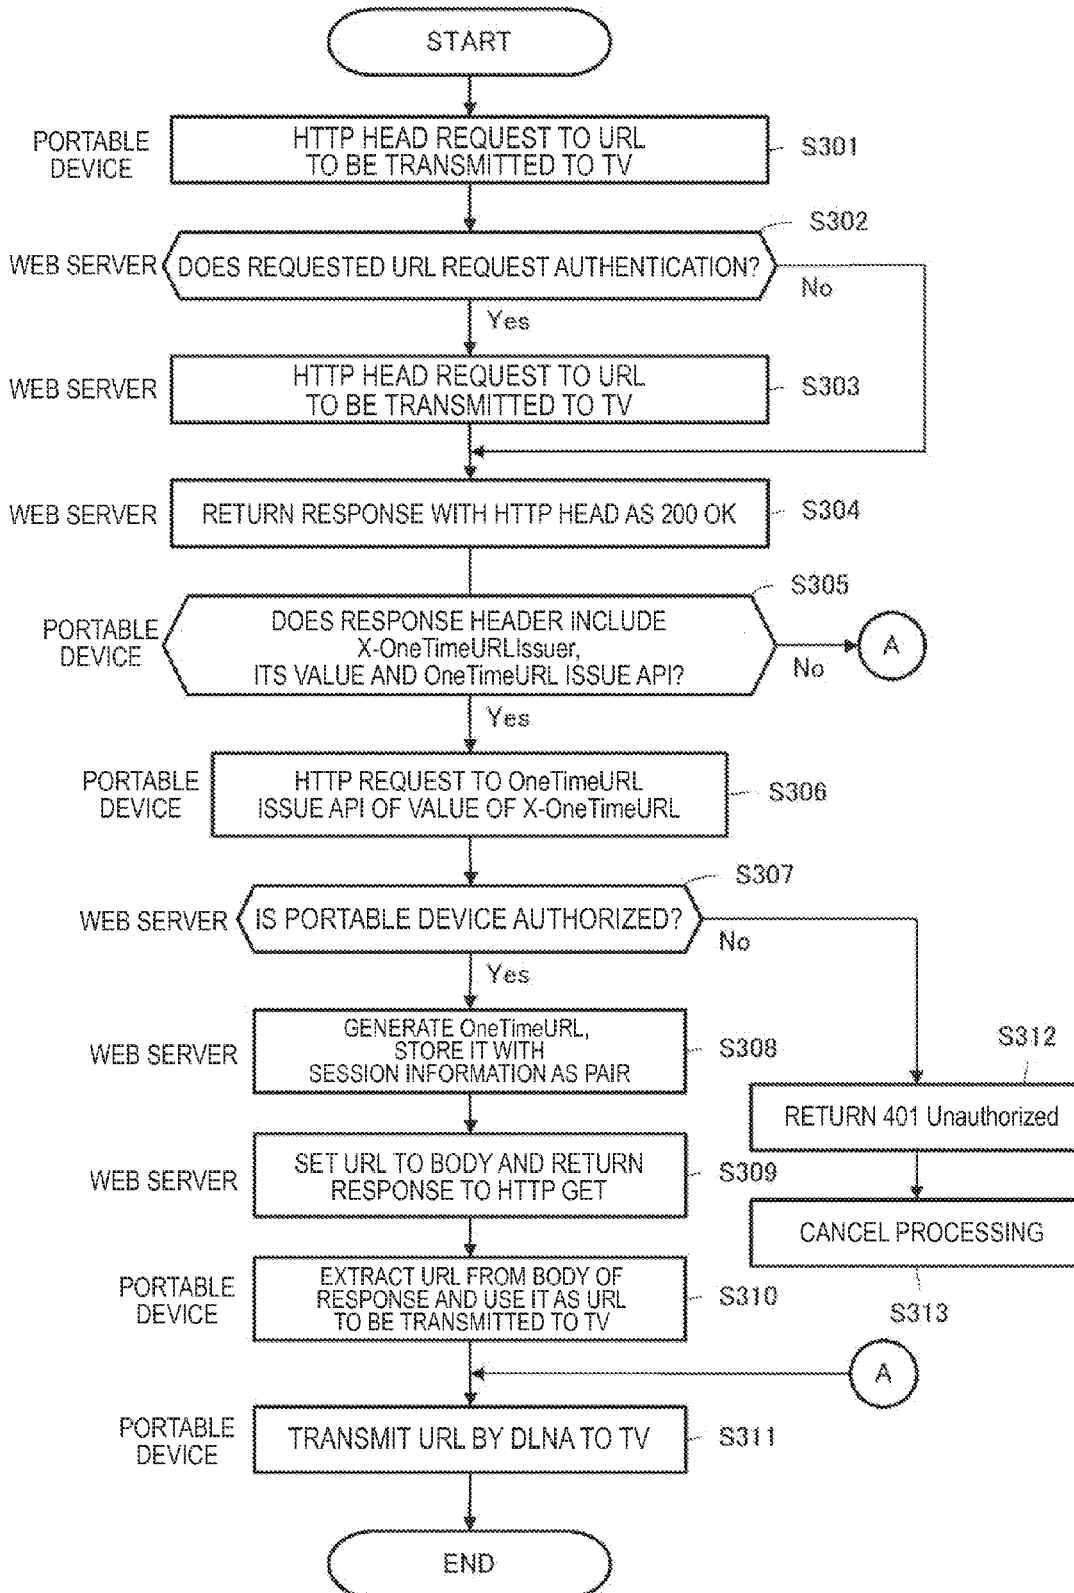 START
PORTABLE
DEVICE
HTTP HEAD REQUEST TO URL
TO BE TRANSMITTED TO TV
S301
S302
WEB SERVER
DOES REQUESTED URL REQUEST AUTHENTICATION?
No
Yes
WEB SERVER
HTTP HEAD REQUEST TO URL
TO BE TRANSMITTED TO TV
S303
WEB SERVER
RETURN RESPONSE WITH HTTP HEAD AS 200 OK
S304
S305
PORTABLE
DEVICE
DOES RESPONSE HEADER INCLUDE
X-OneTimeURLIssuer,
ITS VALUE AND OneTimeURL ISSUE API?
No
A
Yes
PORTABLE
DEVICE
HTTP REQUEST TO OneTimeURL
ISSUE API OF VALUE OF X-OneTimeURL
S306
S307
WEB SERVER
IS PORTABLE DEVICE AUTHORIZED?
No
Yes
WEB SERVER
GENERATE OneTimeURL,
STORE IT WITH
SESSION INFORMATION AS PAIR
S308
S312
RETURN 401 Unauthorized
WEB SERVER
SET URL TO BODY AND RETURN
RESPONSE TO HTTP GET
S309
CANCEL PROCESSING
S313
PORTABLE
DEVICE
EXTRACT URL FROM BODY OF
RESPONSE AND USE IT AS URL
TO BE TRANSMITTED TO TV
S310
A
PORTABLE
DEVICE
TRANSMIT URL BY DLNA TO TV
S311
END